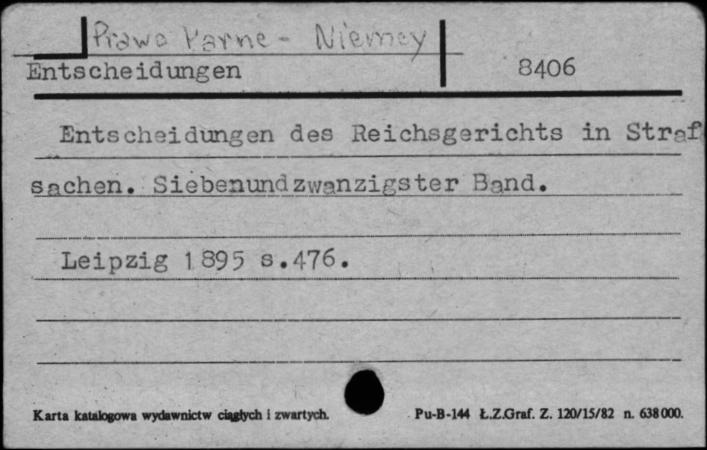 Prawo Karne - Niemcy
Entscheidungen 8406
Entscheidungen des Reichsgerichts in Straf
sachen. Siebenundzwanzigster Band.
Leipzig 1895 s.476.
Karta katalogowa wydawnictw ciągłych i zwartych. Pu-B-144 Ł.Z.Graf. Z. 120/15/82 n. 638000.